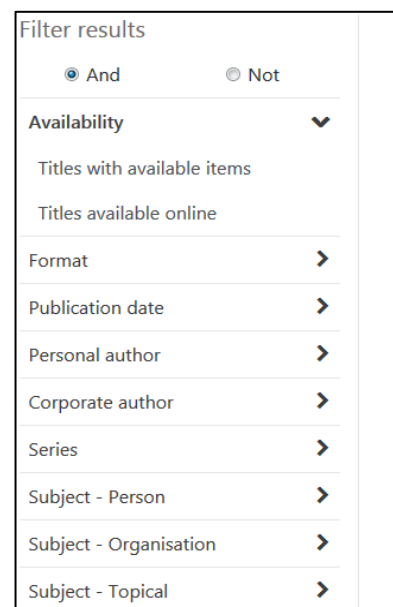 Filter results
And Not
Availability
Titles with available items
Titles available online
Format
Publication date
Personal author
Corporate author
Series
Subject - Person
Subject - Organisation
Subject - Topical